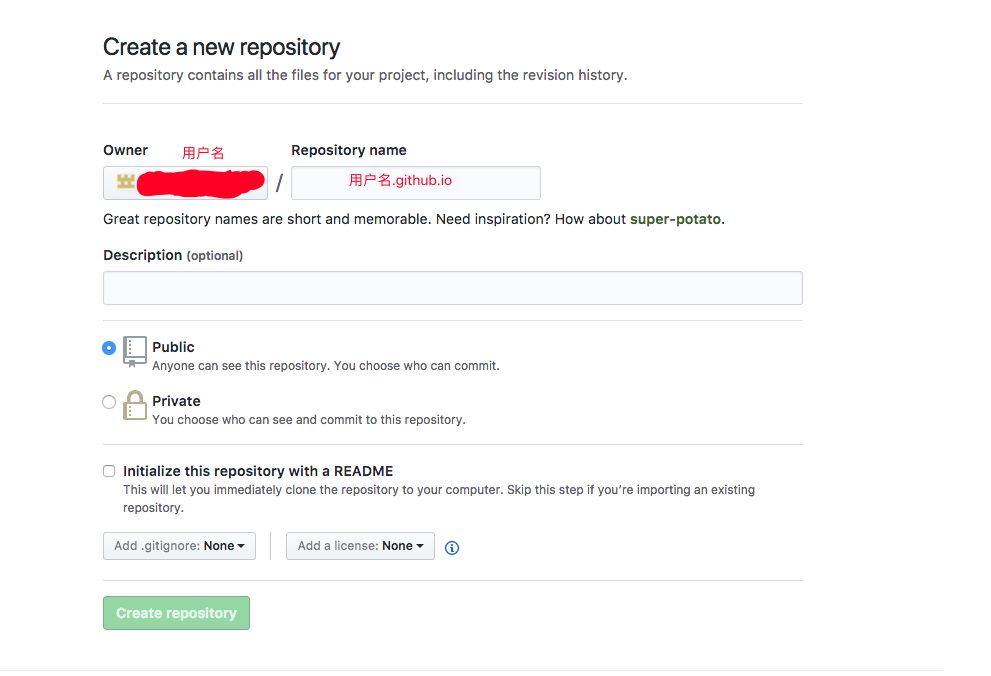 Create a new repository
A repository contains all the files for your project, including the revision history.
Owner 用户名 Repository name
/ 用户名.github.io
Great repository names are short and memorable. Need inspiration? How about super-potato.
Description (optional)
Public
Anyone can see this repository. You choose who can commit.
Private
You choose who can see and commit to this repository.
Initialize this repository with a README
This will let you immediately clone the repository to your computer. Skip this step if you’re importing an existing
repository.
Add .gitignore: None Add a license: None
Create repository